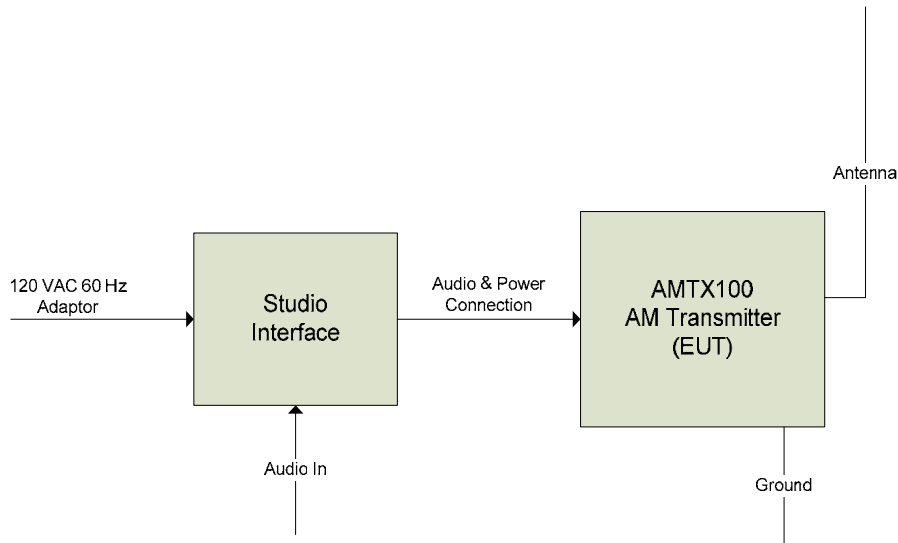 Antenna
120 VAC 60 Hz
Adaptor
Studio
Interface
Audio & Power
Connection
AMTX100
AM Transmitter
(EUT)
Audio In
Ground